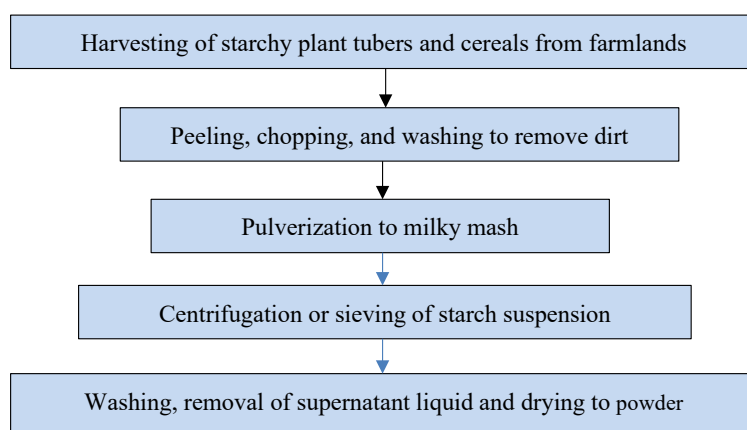 Harvesting of starchy plant tubers and cereals from farmlands
Peeling, chopping, and washing to remove dirt
Pulverization to milky mash
Centrifugation or sieving of starch suspension
Washing, removal of supernatant liquid and drying to powder